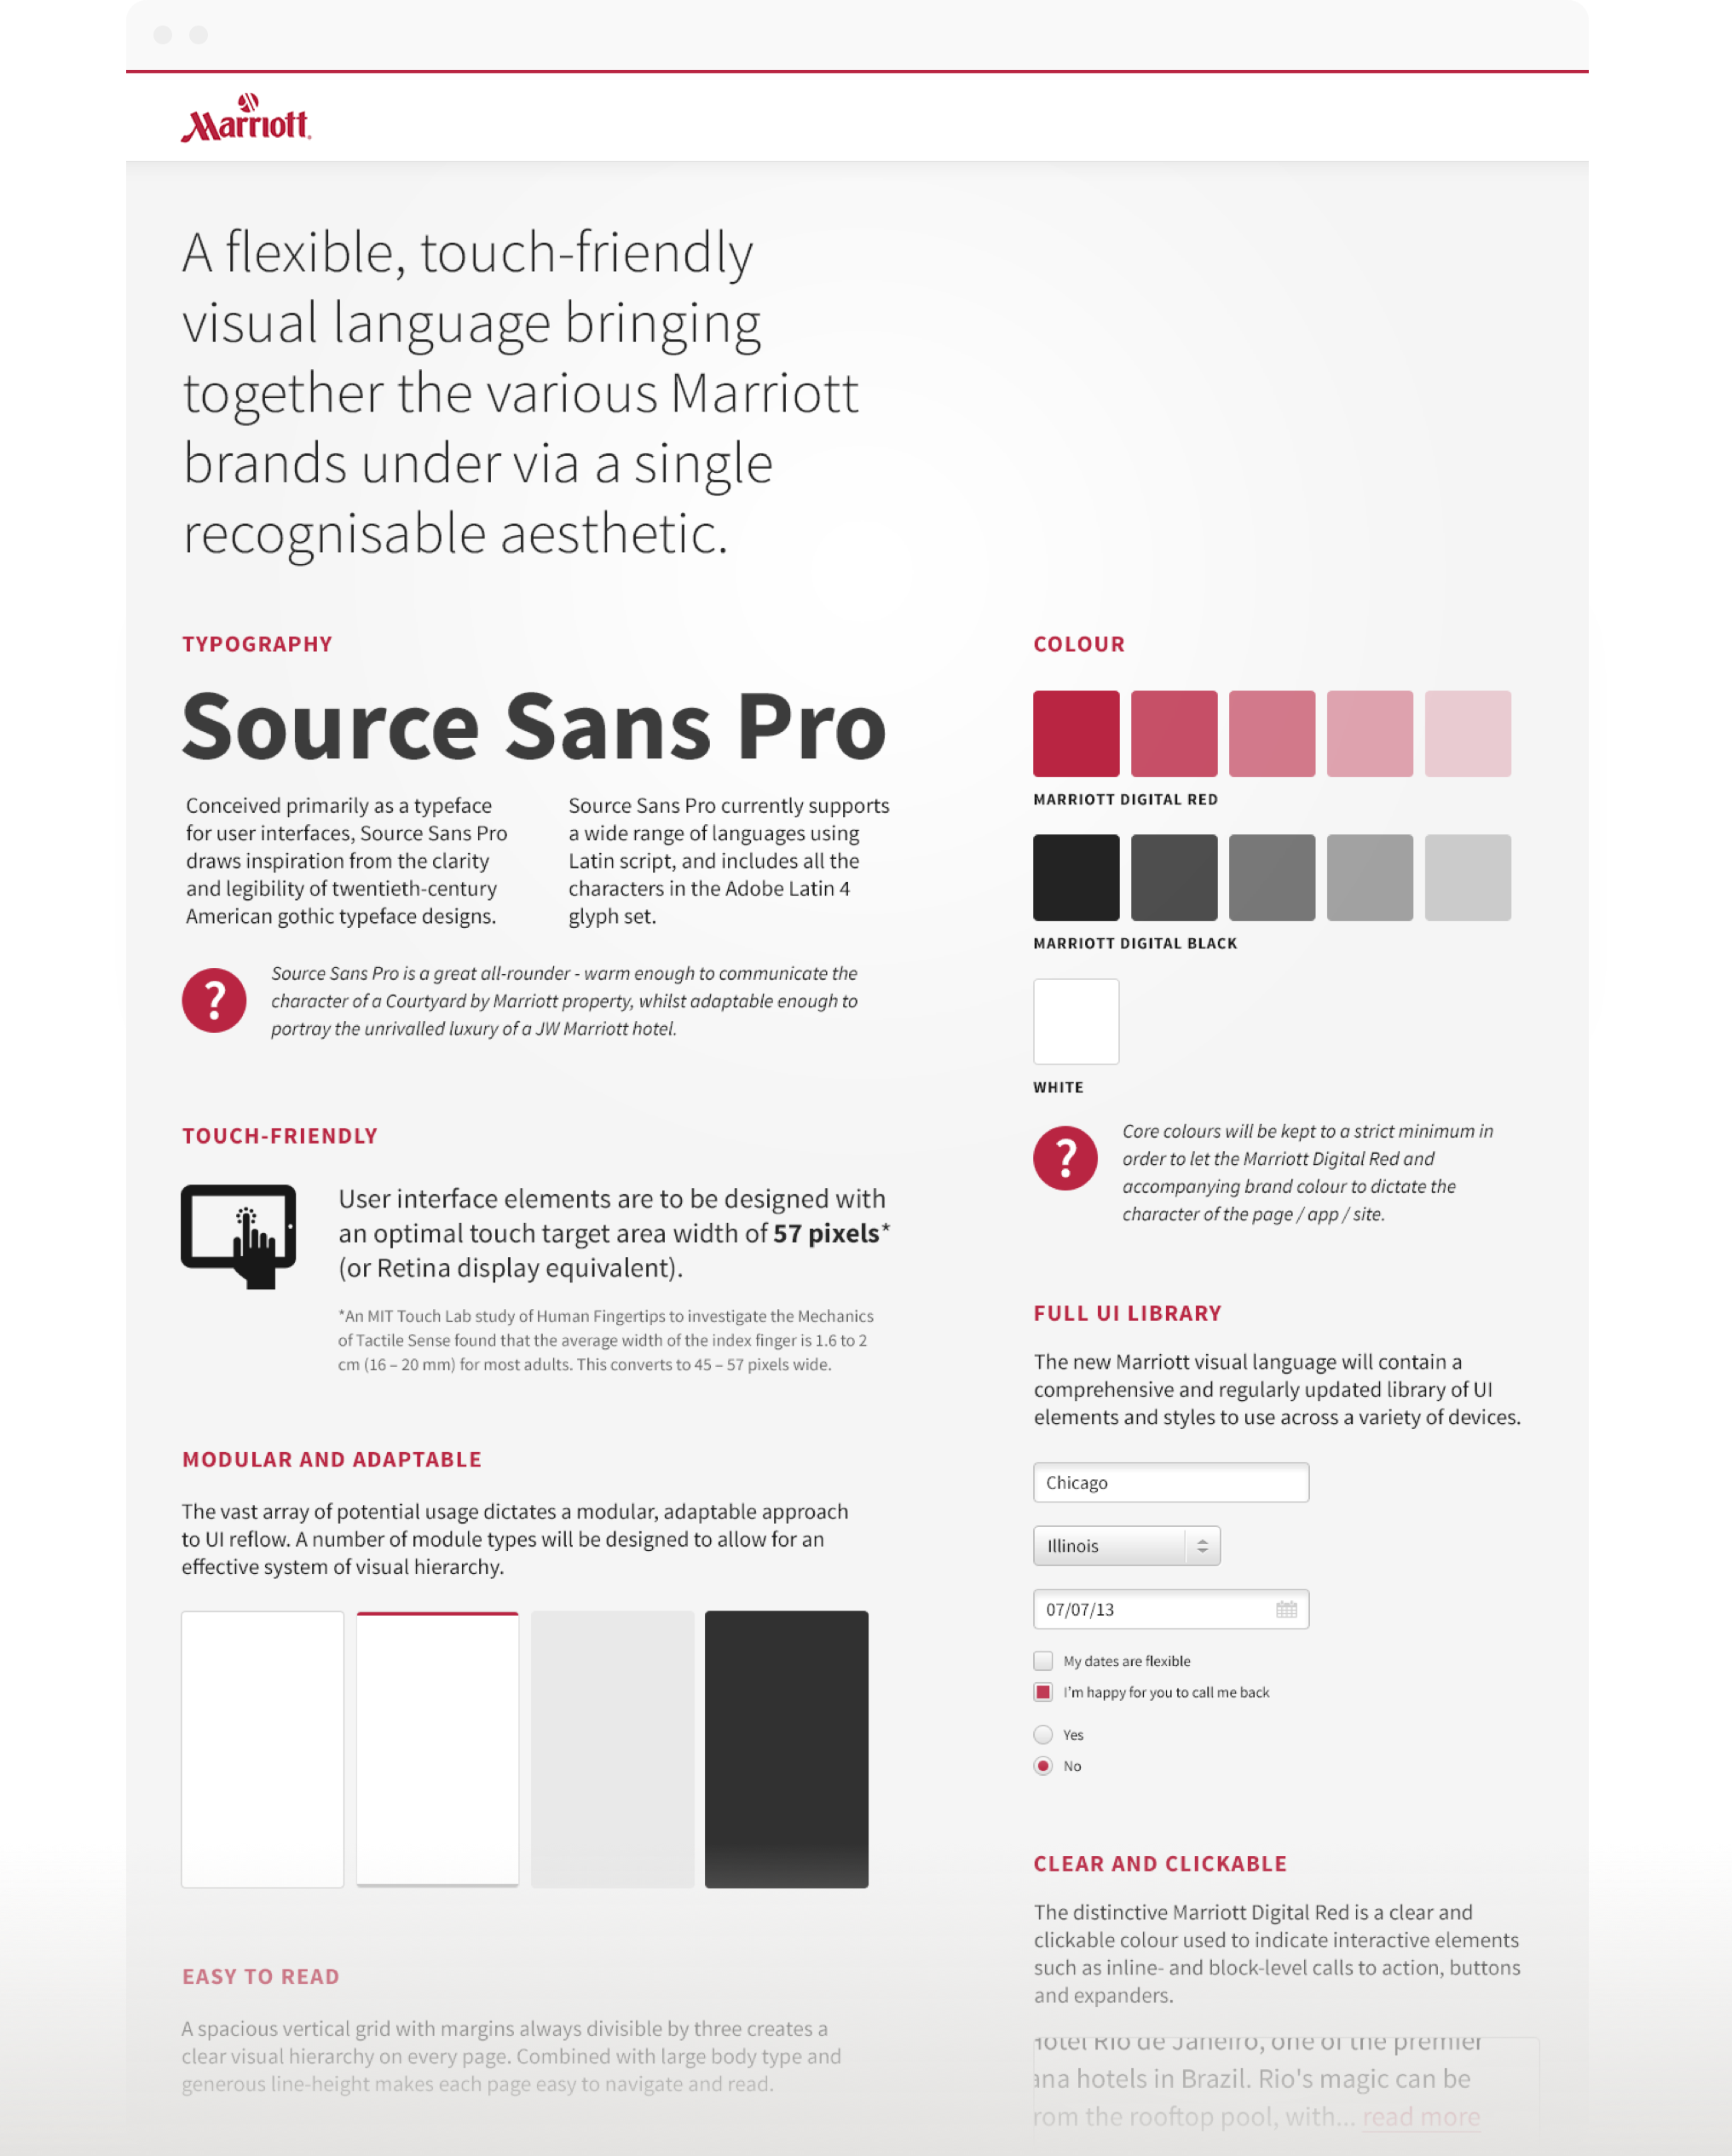 Marriott
A flexible, touch-friendly
visual language bringing
together the various Marriott
brands under via a single
recognisable aesthetic.
TYPOGRAPHY
Source Sans Pro
Conceived primarily as a typeface
for user interfaces, Source Sans Pro
draws inspiration from the clarity
and legibility of twentieth-century
American gothic typeface designs.
Source Sans Pro currently supports
a wide range of languages using
Latin script, and includes all the
characters in the Adobe Latin 4
glyph set.
?
Source Sans Pro is a great all-rounder - warm enough to communicate the
character of a Courtyard by Marriott property, whilst adaptable enough to
portray the unrivalled luxury of a JW Marriott hotel.
TOUCH-FRIENDLY
User interface elements are to be designed with
an optimal touch target area width of 57 pixels*
(or Retina display equivalent).
*An MIT Touch Lab study of Human Fingertips to investigate the Mechanics
of Tactile Sense found that the average width of the index finger is 1.6 to 2
cm (16 – 20 mm) for most adults. This converts to 45 – 57 pixels wide.
MODULAR AND ADAPTABLE
The vast array of potential usage dictates a modular, adaptable approach
to UI reflow. A number of module types will be designed to allow for an
effective system of visual hierarchy.
EASY TO READ
A spacious vertical grid with margins always divisible by three creates a
clear visual hierarchy on every page. Combined with large body type and
generous line-height makes each page easy to navigate and read.
COLOUR
MARRIOTT DIGITAL RED
MARRIOTT DIGITAL BLACK
WHITE
?
Core colours will be kept to a strict minimum in
order to let the Marriott Digital Red and
accompanying brand colour to dictate the
character of the page / app / site.
FULL UI LIBRARY
The new Marriott visual language will contain a
comprehensive and regularly updated library of UI
elements and styles to use across a variety of devices.
Chicago
Illinois
07/07/13
My dates are flexible
I'm happy for you to call me back
Yes
No
CLEAR AND CLICKABLE
The distinctive Marriott Digital Red is a clear and
clickable colour used to indicate interactive elements
such as inline- and block-level calls to action, buttons
and expanders.
Rio de Janeiro, one of the premier
hotels in Brazil. Rio's magic can be
the rooftop pool, with... read more